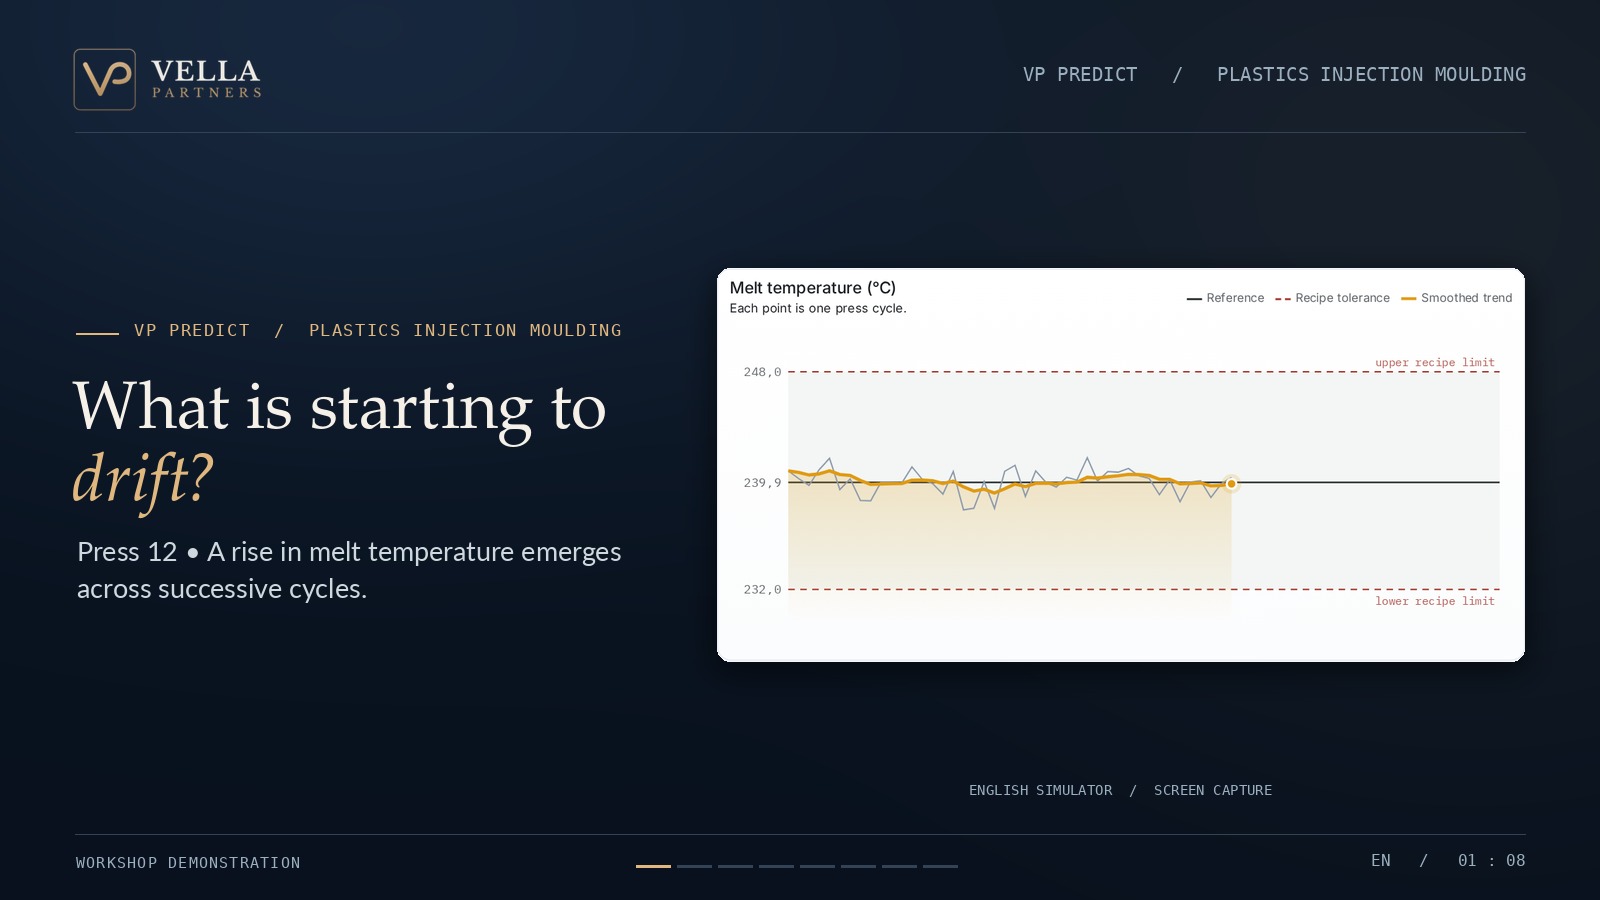 VP
VELLA
PARTNERS
VP PREDICT / PLASTICS INJECTION MOULDING
VP PREDICT / PLASTICS INJECTION MOULDING
What is starting to
drift?
Press 12 • A rise in melt temperature emerges
across successive cycles.
Melt temperature (°C)
Each point is one press cycle.
Reference Recipe tolerance Smoothed trend
upper recipe limit
248,0
239,9
232,0
lower recipe limit
ENGLISH SIMULATOR / SCREEN CAPTURE
WORKSHOP DEMONSTRATION
EN / 01 : 08